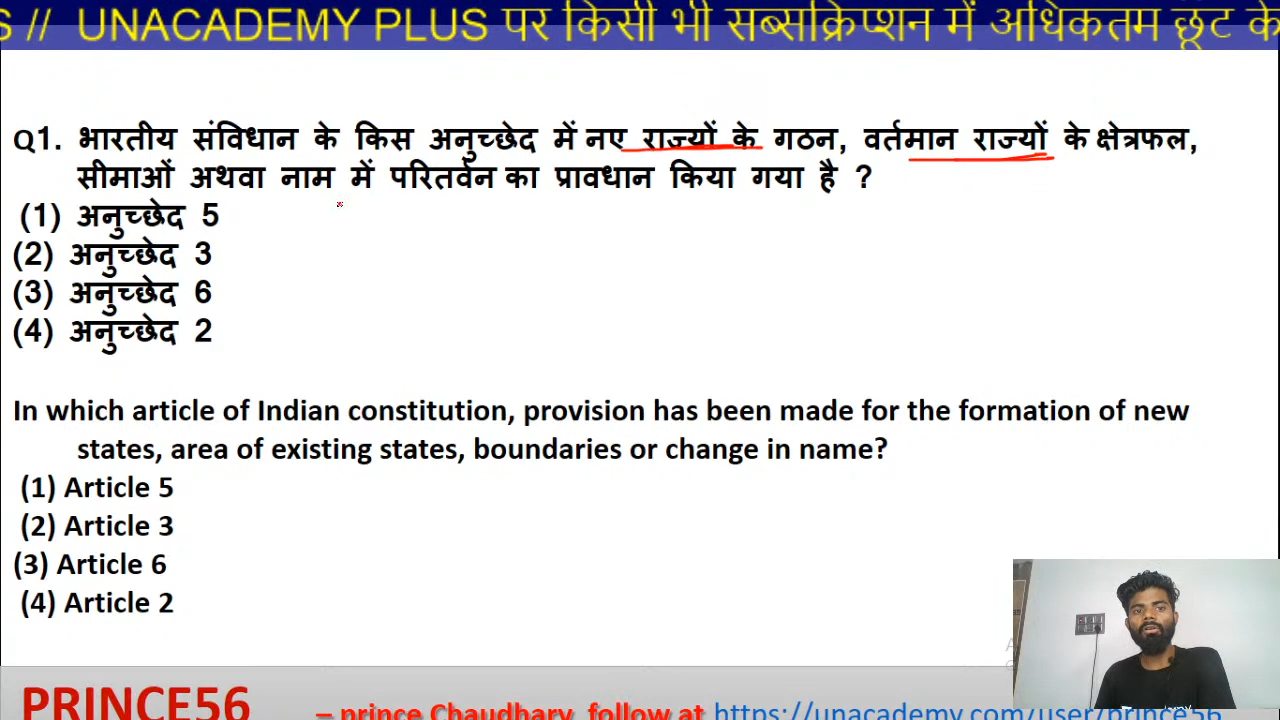 S // UNACADEMY PLUS पर किसी भी सब्सक्रिप्शन में अधिकतम छूट के
Q1. भारतीय संविधान के किस अनुच्छेद में नए राज्यों के गठन, वर्तमान राज्यों के क्षेत्रफल,
सीमाओं अथवा नाम में परितर्वन का प्रावधान किया गया है ?
(1) अनुच्छेद 5
(2) अनुच्छेद 3
(3) अनुच्छेद 6
(4) अनुच्छेद 2
In which article of Indian constitution, provision has been made for the formation of new
states, area of existing states, boundaries or change in name?
(1) Article 5
(2) Article 3
(3) Article 6
(4) Article 2
PRINCE56
– prince Chaudhary follow at https://unacademy.com/user/prince56